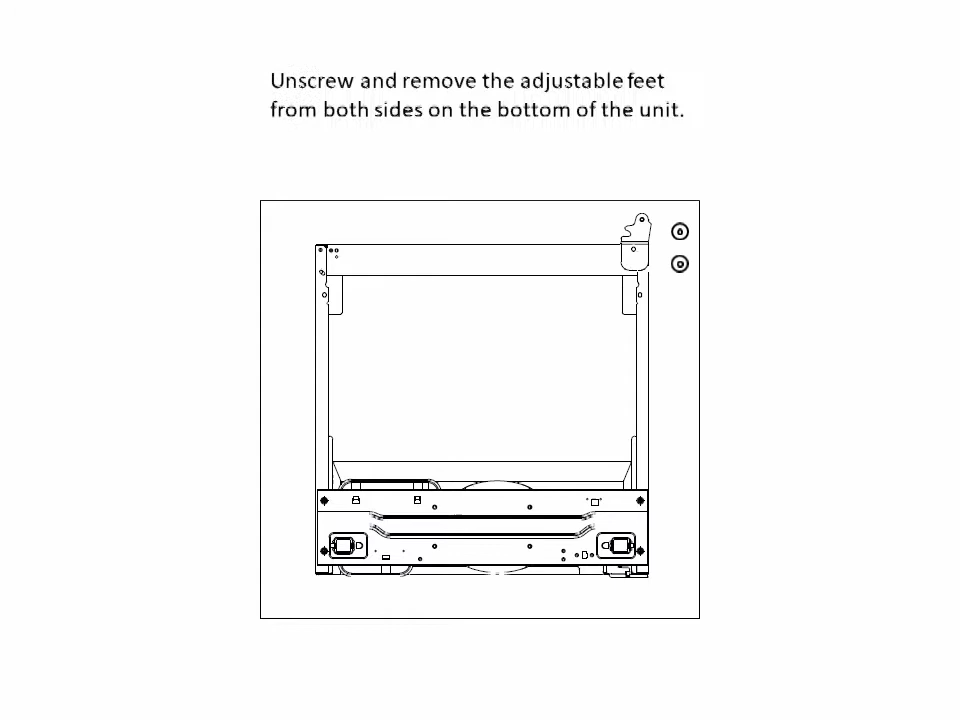 Unscrew and remove the adjustable feet
from both sides on the bottom of the unit.